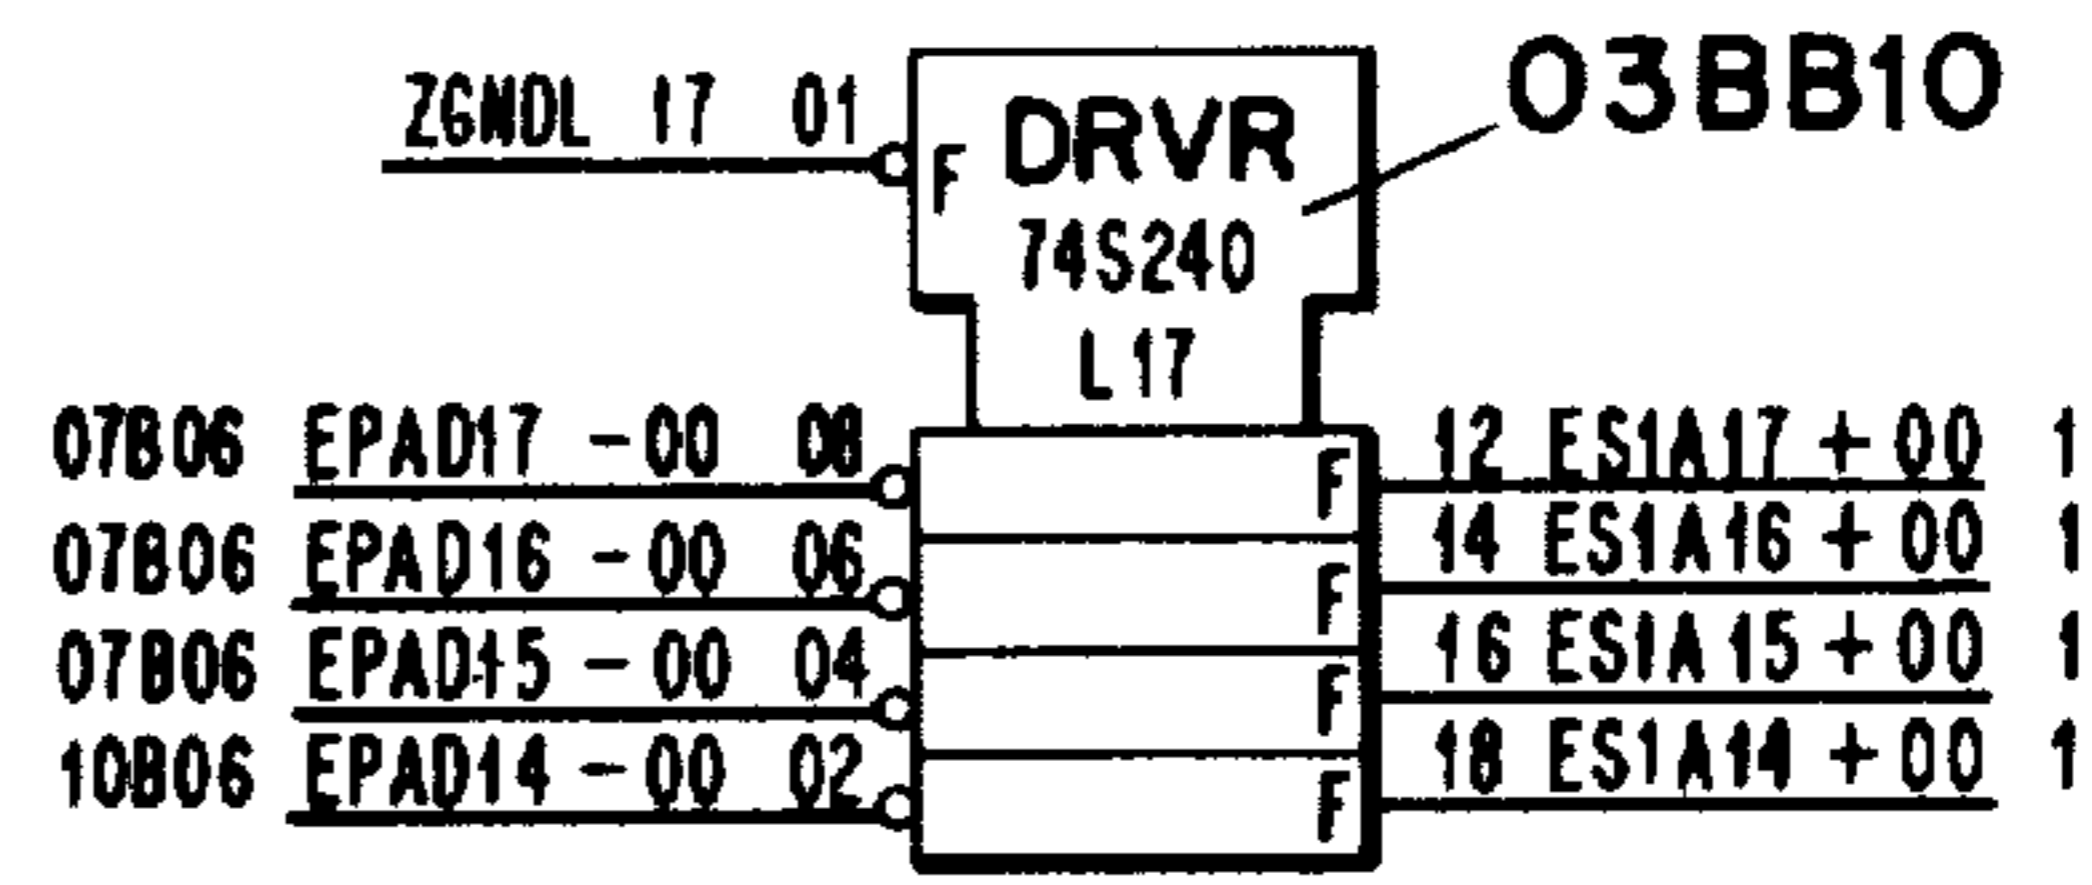 ZGNDL 17 01
F DRVR
03BB10
74S240
L17
07B06 EPAD17 -00 08 F 12 ES1A17 +00 1
07B06 EPAD16 -00 06 F 14 ES1A16 +00 1
07B06 EPAD15 -00 04 F 16 ES1A15 +00 1
10B06 EPAD14 -00 02 F 18 ES1A14 +00 1